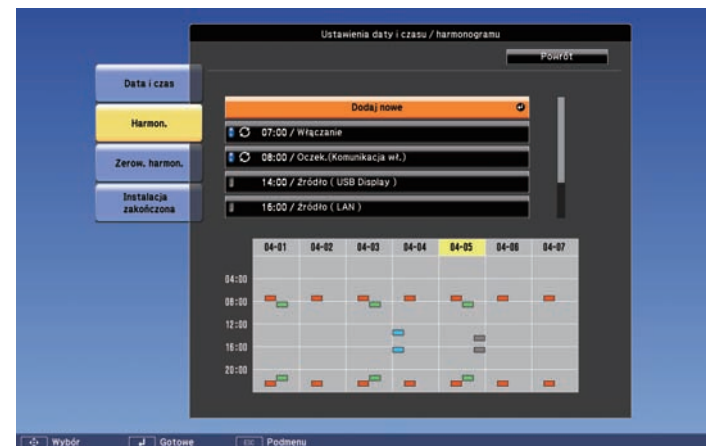 Ustawienia daty i czasu / harmonogramu
Powrót
Data i czas
Harmon.
Zerow. harmon.
Instalacja
zakończona
Dodaj nowe
07:00 / Włączanie
08:00 / Oczek.(Komunikacja wł.)
14:00 / Źródło ( USB Display )
16:00 / Źródło ( LAN )
04-01 04-02 04-03 04-04 04-05 04-06 04-07
04:00
08:00
12:00
16:00
20:00
Wybór Gotowe Esc Podmenu